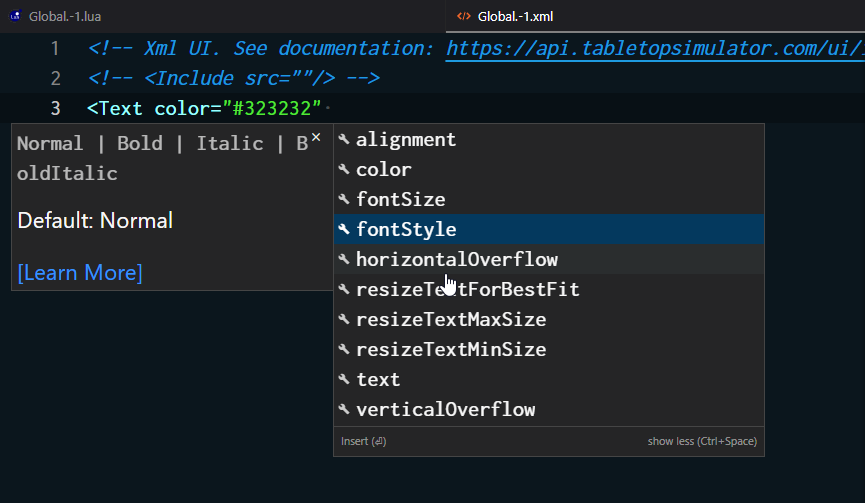 Global.-1.lua
Global.-1.xml
1 <!-- Xml UI. See documentation: https://api.tabletopsimulator.com/ui/
2 <!-- <Include src=""/> -->
3 <Text color="#323232"
Normal | Bold | Italic | B
oldItalic
Default: Normal
[Learn More]
alignment
color
fontSize
fontStyle
horizontalOverflow
resizeTextForBestFit
resizeTextMaxSize
resizeTextMinSize
text
verticalOverflow
Insert (⏎)
show less (Ctrl+Space)